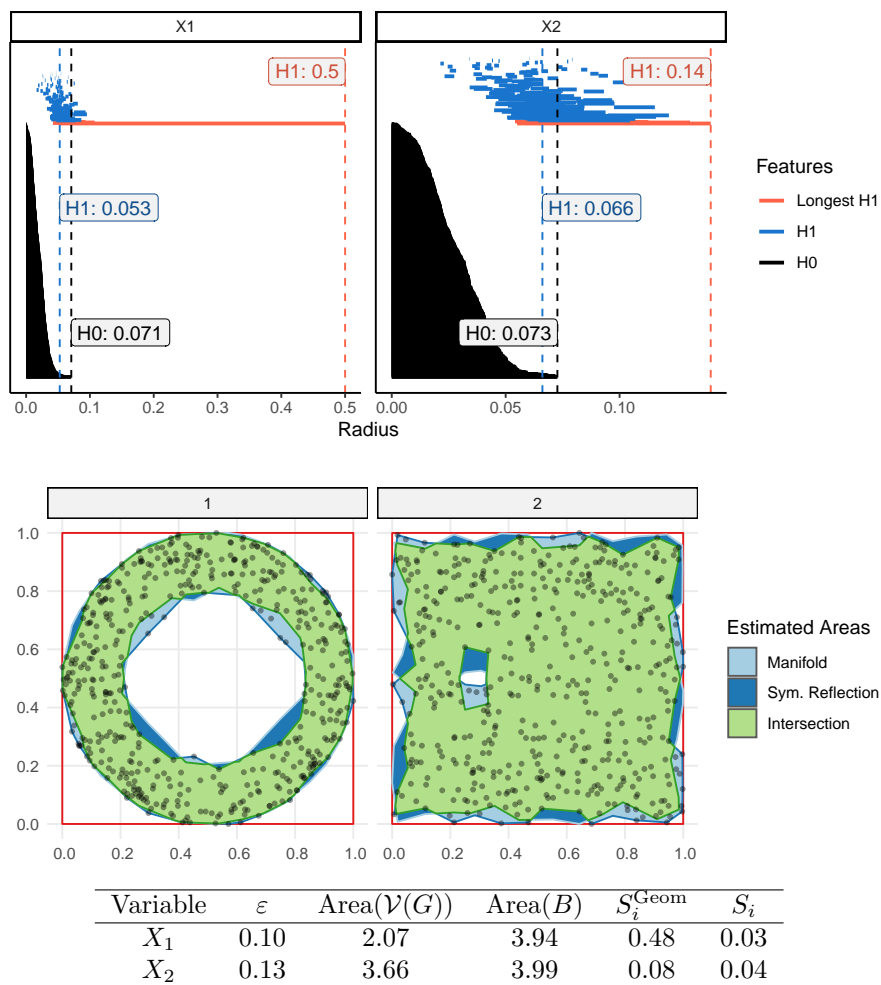 X1
X2
H1: 0.5
H1: 0.14
H1: 0.053
H1: 0.066
H0: 0.071
H0: 0.073
0.0 0.1 0.2 0.3 0.4 0.5
0.00 0.05 0.10
Radius
Features
Longest H1
H1
H0
1
2
1.0
0.8
0.6
0.4
0.2
0.0
0.0 0.2 0.4 0.6 0.8 1.0
0.0 0.2 0.4 0.6 0.8 1.0
Estimated Areas
Manifold
Sym. Reflection
Intersection
Variable ε Area(𝒱(G)) Area(B) S_i^Geom S_i
X_1 0.10 2.07 3.94 0.48 0.03
X_2 0.13 3.66 3.99 0.08 0.04